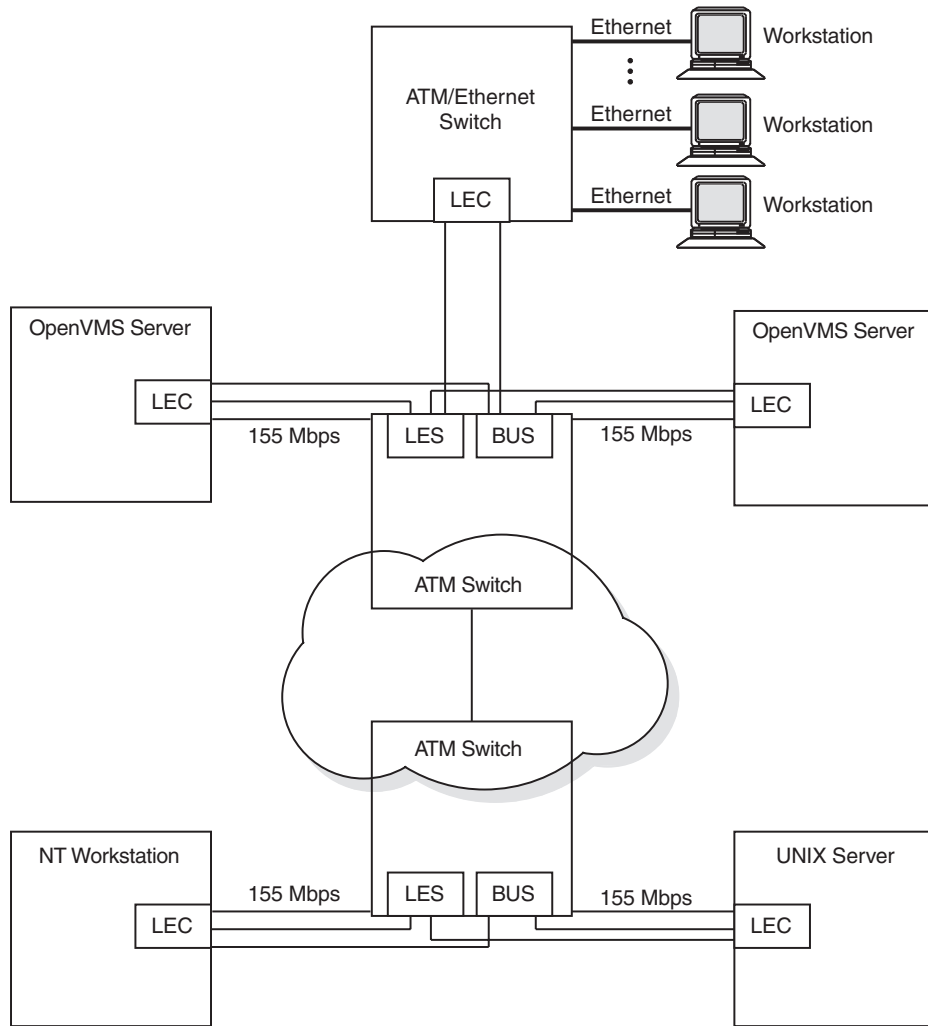 Ethernet
Workstation
ATM/Ethernet
Switch
Ethernet
Workstation
Ethernet
Workstation
LEC
OpenVMS Server
OpenVMS Server
LEC
LEC
155 Mbps
LES
BUS
155 Mbps
ATM Switch
ATM Switch
NT Workstation
UNIX Server
155 Mbps
LES
BUS
155 Mbps
LEC
LEC